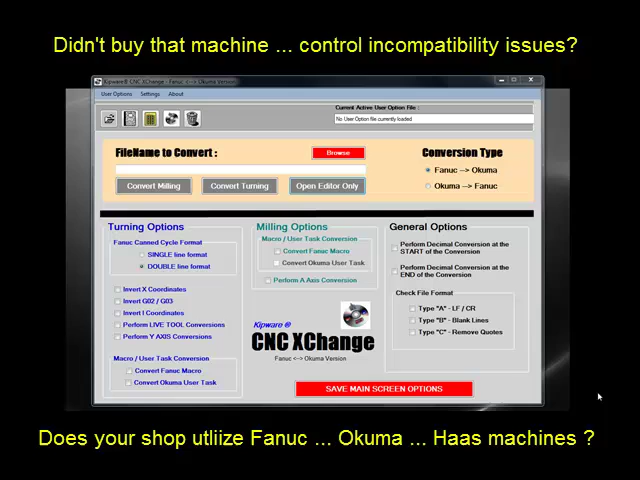 Didn't buy that machine ... control incompatibility issues?
Kipware® CNC XChange - Fanuc <--> Okuma Version
User Options Settings About
Current Active User Option File :
No User Option file currently loaded
FileName to Convert :
Browse
Conversion Type
Fanuc --> Okuma
Okuma --> Fanuc
Convert Milling
Convert Turning
Open Editor Only
Turning Options
Fanuc Canned Cycle Format
SINGLE line format
DOUBLE line format
Invert X Coordinates
Invert G02 / G03
Invert I Coordinates
Perform LIVE TOOL Conversions
Perform Y AXIS Conversions
Macro / User Task Conversion
Convert Fanuc Macro
Convert Okuma User Task
Milling Options
Macro / User Task Conversion
Convert Fanuc Macro
Convert Okuma User Task
Perform A Axis Conversion
Kipware ®
CNC XChange
Fanuc <--> Okuma Version
General Options
Perform Decimal Conversion at the
START of the Conversion
Perform Decimal Conversion at the
END of the Conversion
Check File Format
Type "A" - LF / CR
Type "B" - Blank Lines
Type "C" - Remove Quotes
SAVE MAIN SCREEN OPTIONS
Does your shop utliize Fanuc ... Okuma ... Haas machines ?